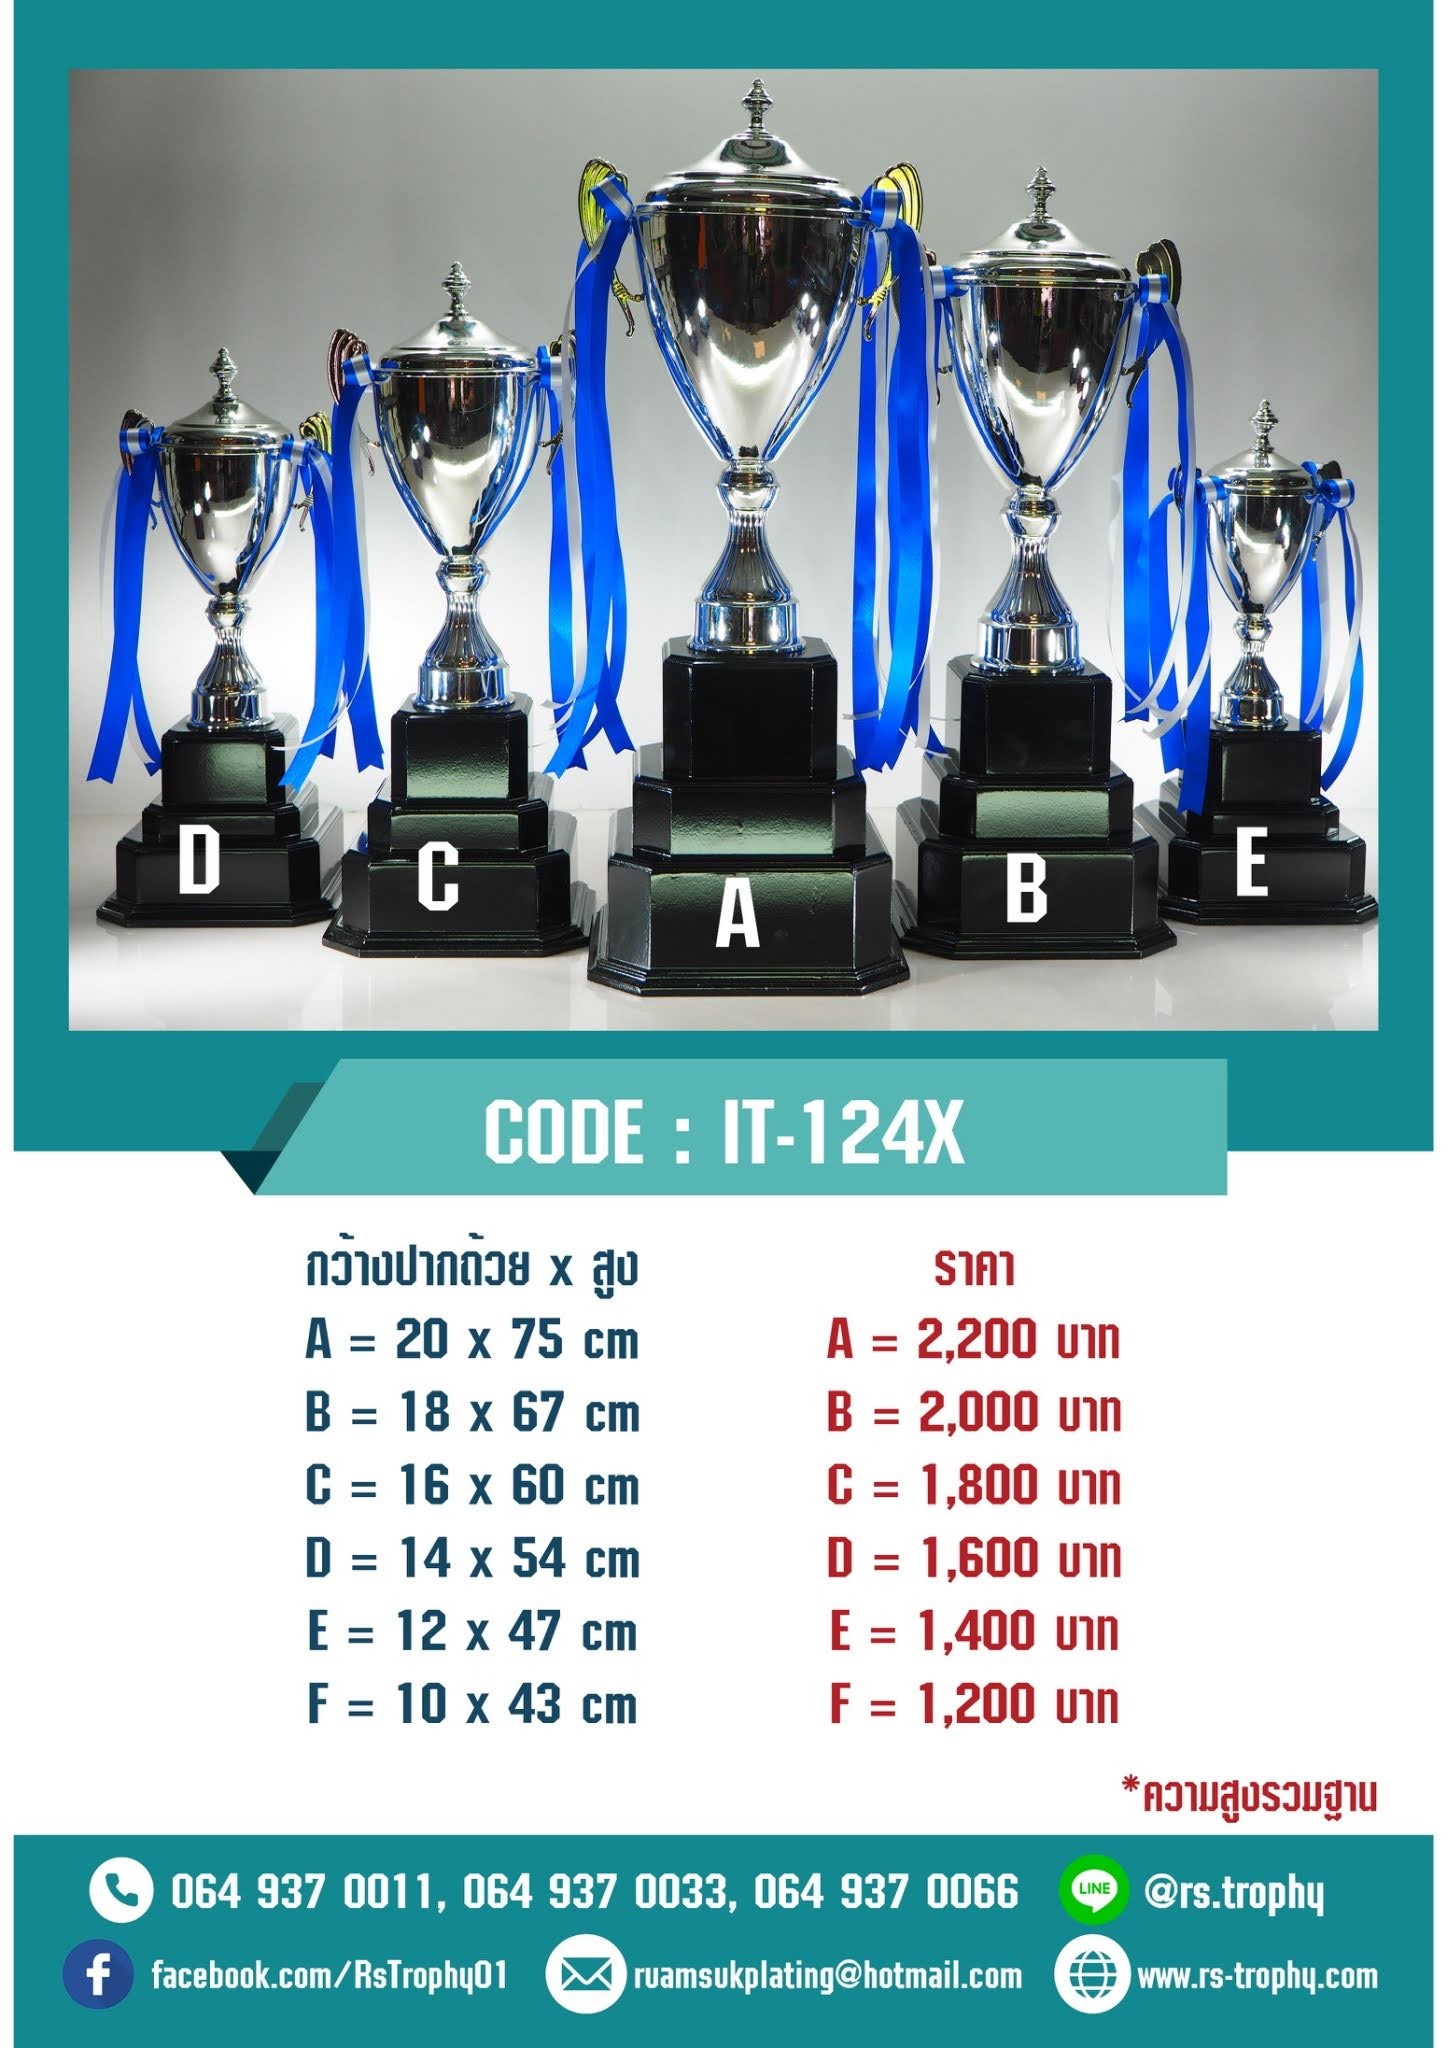 D
C
A
B
E
CODE : IT-124X
กว้างปากถ้วย x สูง
A = 20 x 75 cm
B = 18 x 67 cm
C = 16 x 60 cm
D = 14 x 54 cm
E = 12 x 47 cm
F = 10 x 43 cm
ราคา
A = 2,200 บาท
B = 2,000 บาท
C = 1,800 บาท
D = 1,600 บาท
E = 1,400 บาท
F = 1,200 บาท
*ความสูงรวมฐาน
064 937 0011, 064 937 0033, 064 937 0066
LINE @rs.trophy
facebook.com/RsTrophy01
ruamsukplating@hotmail.com
www.rs-trophy.com